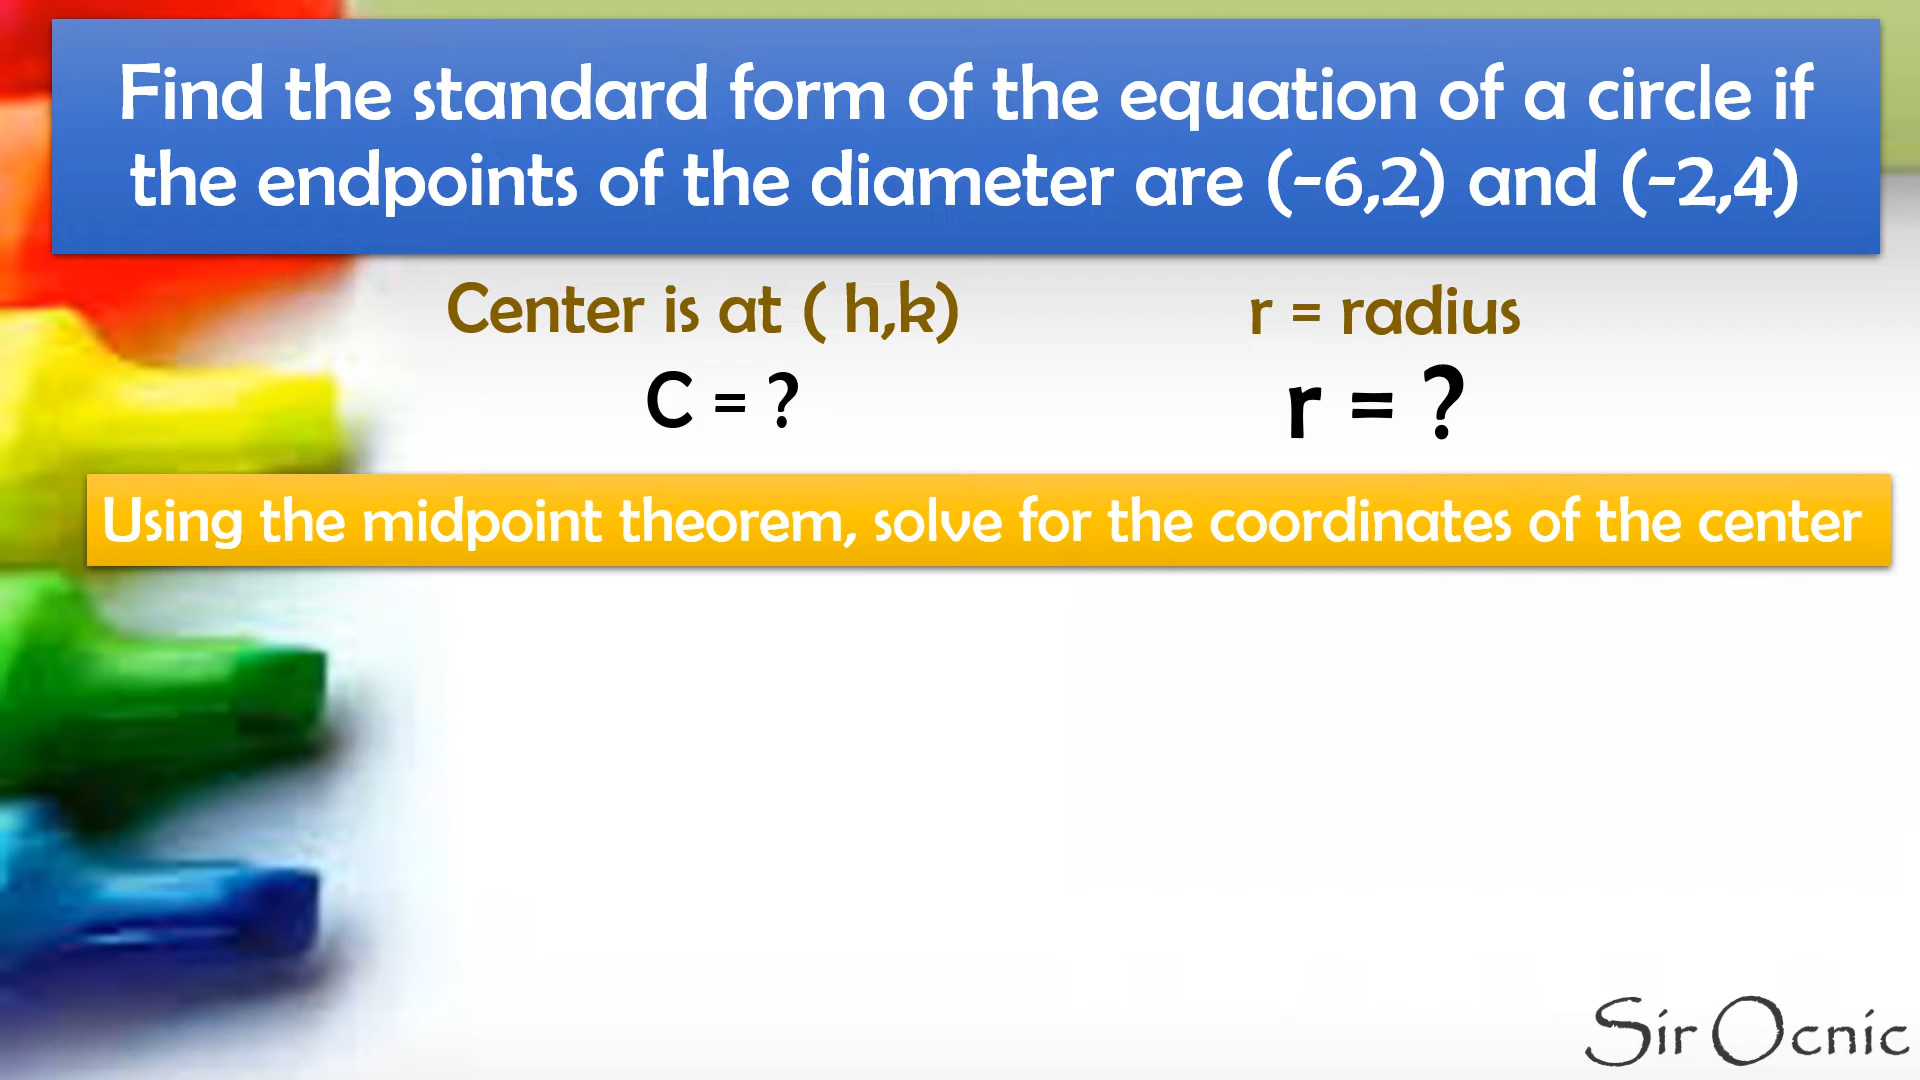 Find the standard form of the equation of a circle if
the endpoints of the diameter are (-6,2) and (-2,4)
Center is at ( h,k)
r = radius
C = ?
r = ?
Using the midpoint theorem, solve for the coordinates of the center
Sir Ocnic